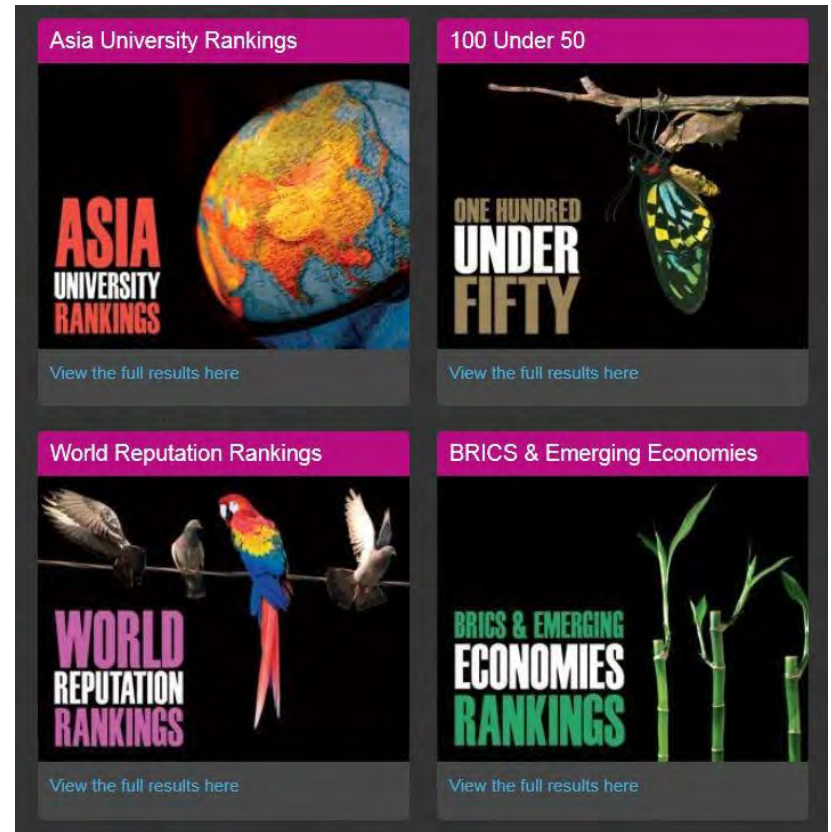 Asia University Rankings
ASIA
UNIVERSITY
RANKINGS
View the full results here
100 Under 50
ONE HUNDRED
UNDER
FIFTY
View the full results here
World Reputation Rankings
WORLD
REPUTATION
RANKINGS
View the full results here
BRICS & Emerging Economies
BRICS & EMERGING
ECONOMIES
RANKINGS
View the full results here